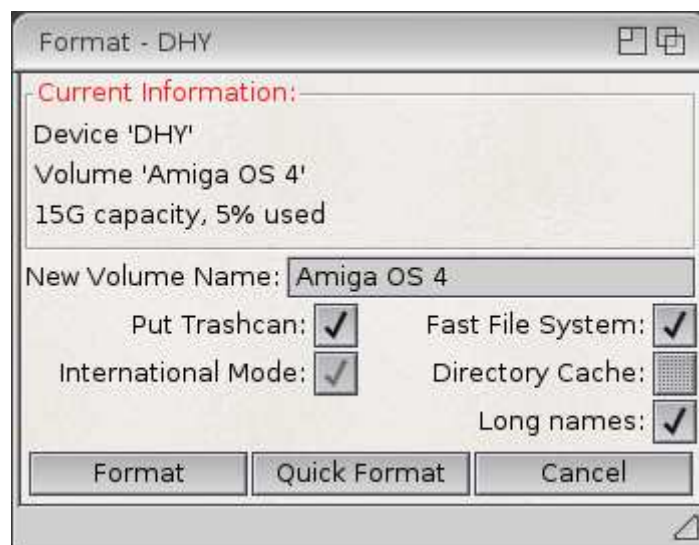 Format - DHY
Current Information:
Device 'DHY'
Volume 'Amiga OS 4'
15G capacity, 5% used
New Volume Name: Amiga OS 4
Put Trashcan: Fast File System:
International Mode: Directory Cache:
Long names:
Format Quick Format Cancel